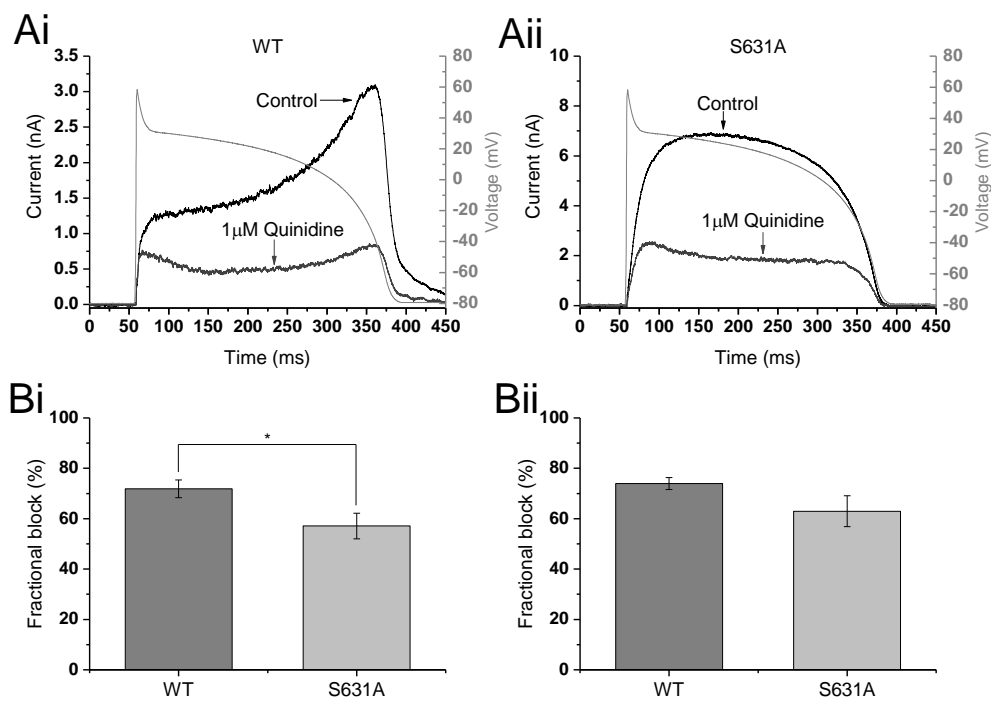 Ai
WT
3.5
3.0
2.5
2.0
1.5
1.0
0.5
0.0
Current (nA)
80
60
40
20
0
-20
-40
-60
-80
Voltage (mV)
Control
1μM Quinidine
0 50 100 150 200 250 300 350 400 450
Time (ms)
Aii
S631A
10
8
6
4
2
0
Current (nA)
80
60
40
20
0
-20
-40
-60
-80
Voltage (mV)
Control
1μM Quinidine
0 50 100 150 200 250 300 350 400 450
Time (ms)
Bi
100
80
60
40
20
0
Fractional block (%)
*
WT S631A
Bii
100
80
60
40
20
0
Fractional block (%)
WT S631A